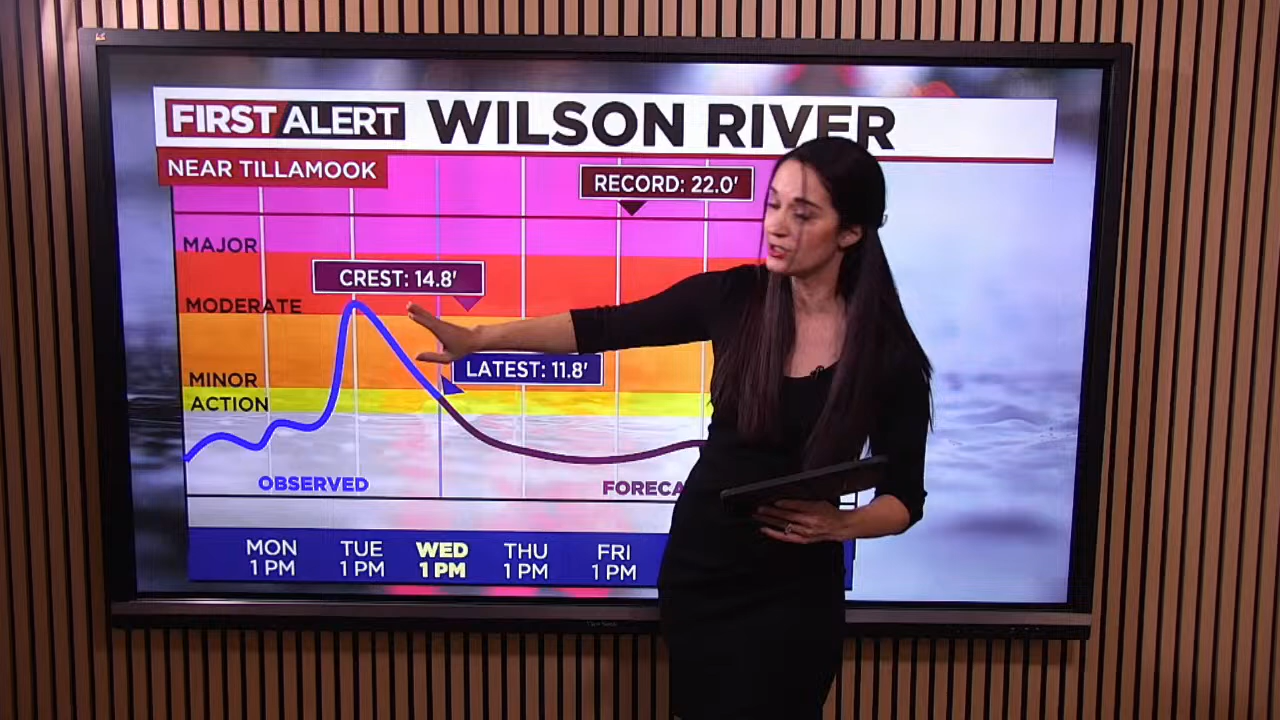 FIRST ALERT WILSON RIVER
NEAR TILLAMOOK
RECORD: 22.0'
MAJOR
CREST: 14.8'
MODERATE
LATEST: 11.8'
MINOR
ACTION
OBSERVED
MON TUE WED THU FRI
1 PM 1 PM 1 PM 1 PM 1 PM